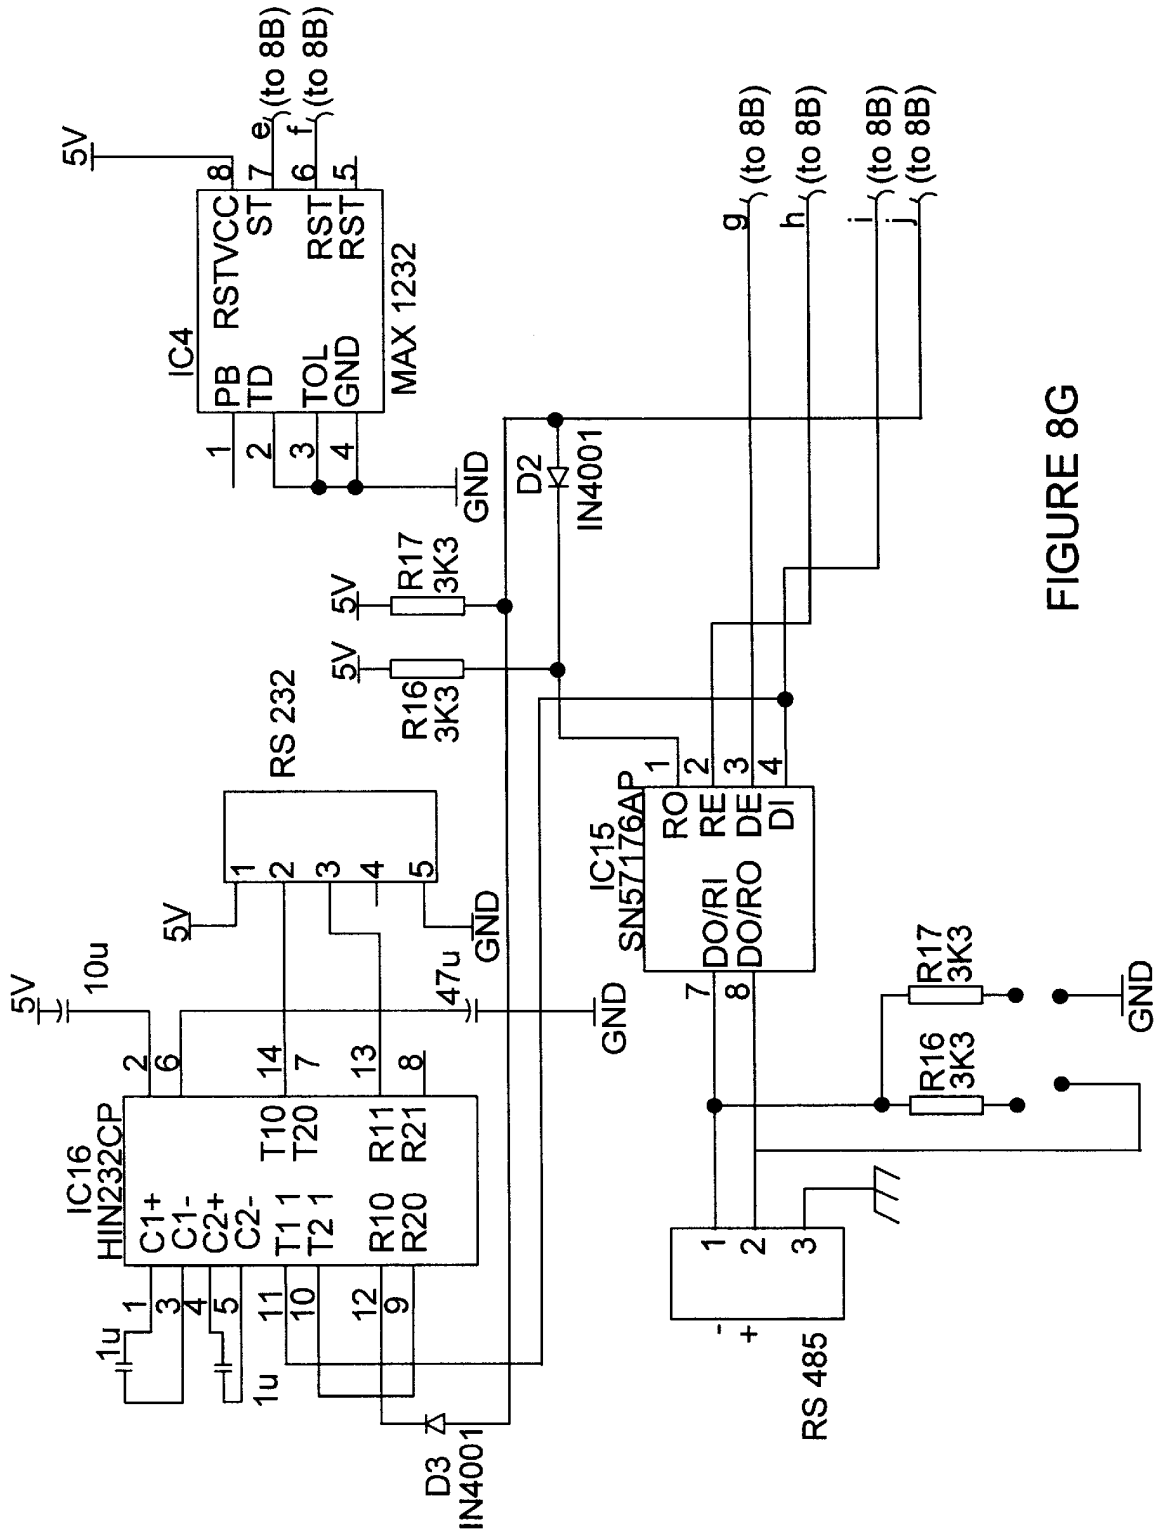 5V
IC4
PB RSTVCC
TD ST
TOL RST
GND RST
MAX 1232
1
2
3
4
8
7
6
5
e (to 8B)
f (to 8B)
GND
5V
R17
3K3
5V
R16
3K3
D2
IN4001
RS 232
1
2
3
4
5
5V
GND
5V
10u
47u
GND
IC16
HIN232CP
C1+
C1-
C2+
C2-
T1 1 T10
T2 1 T20
R10 R11
R20 R21
1
3
4
5
11
10
12
9
2
6
14
7
13
8
1u
1u
D3
IN4001
IC15
SN57176AP
RO
RE
DE
DI
DO/RI
DO/RO
1
2
3
4
7
8
g (to 8B)
h (to 8B)
i (to 8B)
j (to 8B)
R16
3K3
R17
3K3
GND
-
+
1
2
3
RS 485
FIGURE 8G